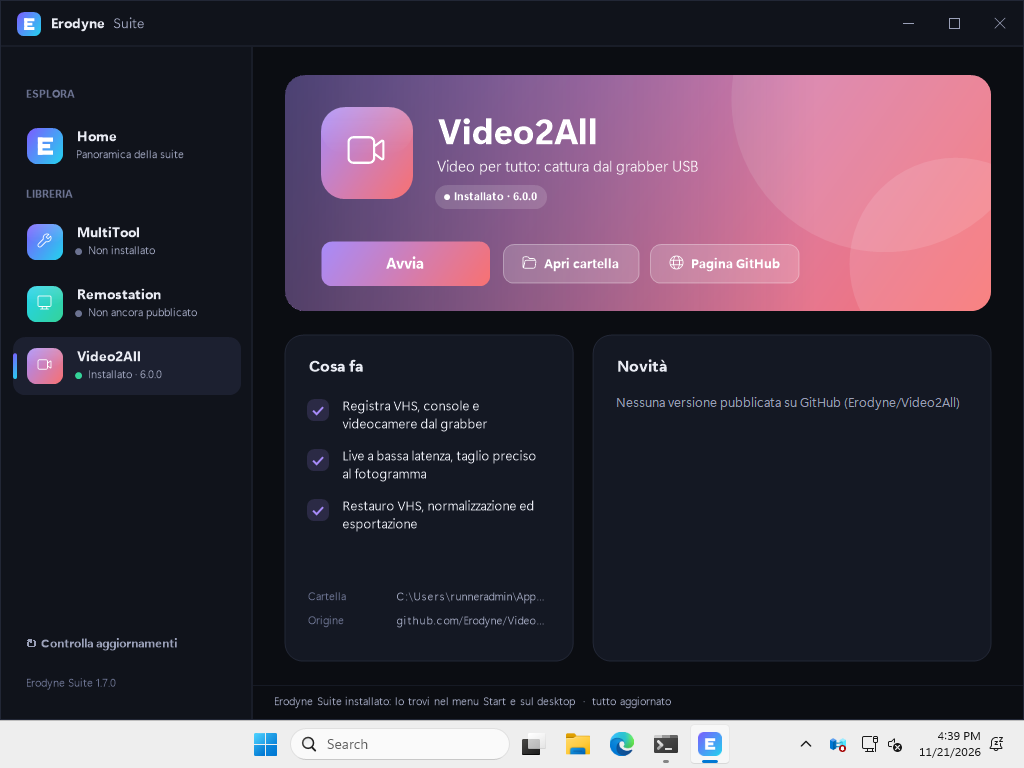 Erodyne Suite
ESPLORA
Home
Panoramica della suite
LIBRERIA
MultiTool
Non installato
Remostation
Non ancora pubblicato
Video2All
Installato · 6.0.0
Controlla aggiornamenti
Erodyne Suite 1.7.0
Video2All
Video per tutto: cattura dal grabber USB
Installato · 6.0.0
Avvia
Apri cartella
Pagina GitHub
Cosa fa
Registra VHS, console e
videocamere dal grabber
Live a bassa latenza, taglio preciso
al fotogramma
Restauro VHS, normalizzazione ed
esportazione
Cartella C:\Users\runneradmin\App...
Origine github.com/Erodyne/Video...
Novità
Nessuna versione pubblicata su GitHub (Erodyne/Video2All)
Erodyne Suite installato: lo trovi nel menu Start e sul desktop · tutto aggiornato
Search
4:39 PM
11/21/2026